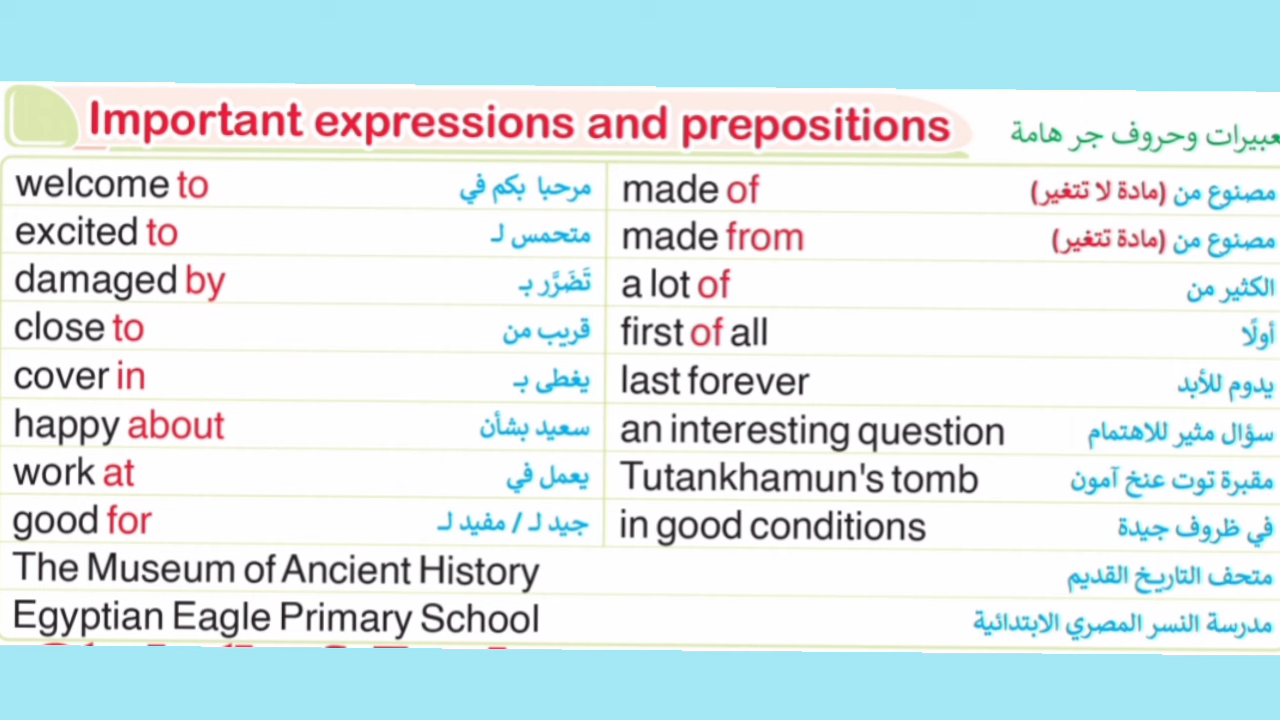 Important expressions and prepositions وحروف جر هامة
welcome to مرحبا بكم في made of مصنوع من (مادة لا تتغير)
excited to متحمس لـ made from مصنوع من (مادة تتغير)
damaged by تَضَرَّر بـ a lot of الكثير من
close to قريب من first of all أولًا
cover in يغطى بـ last forever يدوم للأبد
happy about سعيد بشأن an interesting question سؤال مثير للاهتمام
work at يعمل في Tutankhamun's tomb مقبرة توت عنخ آمون
good for جيد لـ / مفيد لـ in good conditions في ظروف جيدة
The Museum of Ancient History متحف التاريخ القديم
Egyptian Eagle Primary School مدرسة النسر المصري الابتدائية